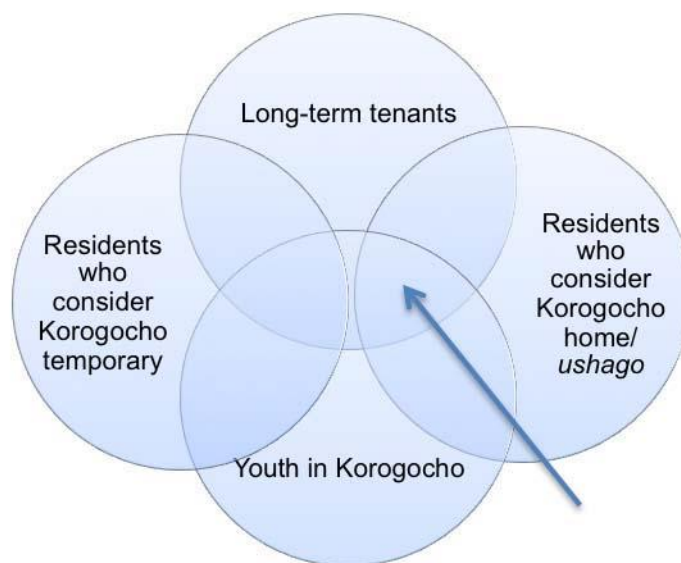 Long-term tenants
Residents
who
consider
Korogocho
temporary
Residents
who
consider
Korogocho
home/
ushago
Youth in Korogocho